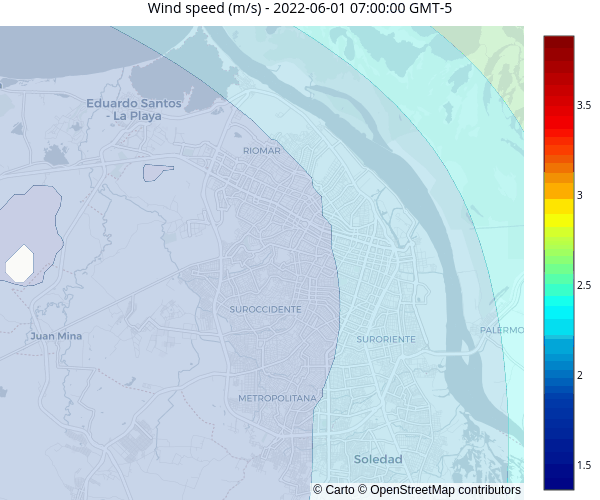 Wind speed (m/s) - 2022-06-01 07:00:00 GMT-5
Eduardo Santos
- La Playa
RIOMAR
3.5
3
2.5
SUROCCIDENTE
PALERMO
Juan Mina
SURORIENTE
2
METROPOLITANA
Soledad
1.5
© Carto © OpenStreetMap contributors